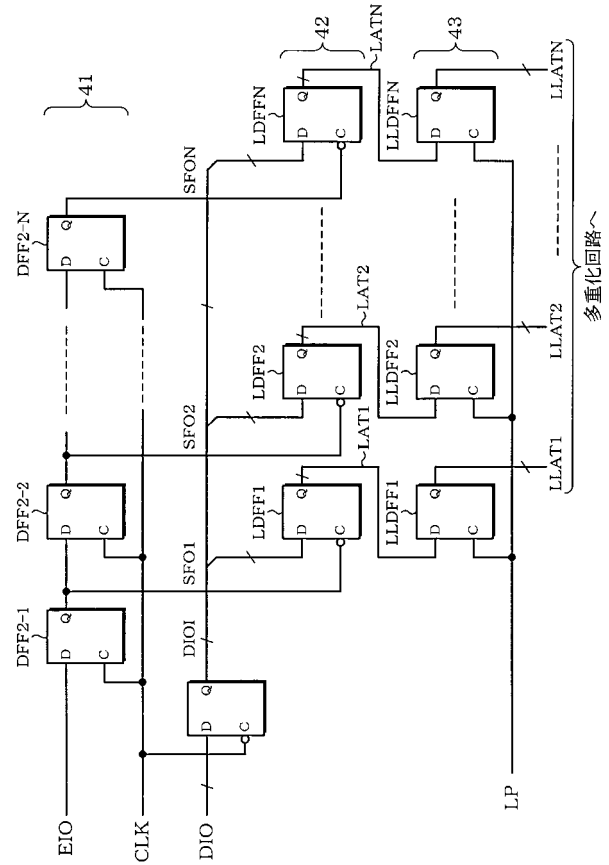 41
DFF2-1
DFF2-2
DFF2-N
D
Q
C
D
Q
C
D
Q
C
EIO
CLK
DIO
D
Q
C
DIOI
SFO1
SFO2
SFON
42
LDFF1
LDFF2
LDFFN
D
Q
C
D
Q
C
D
Q
C
LAT1
LAT2
LATN
43
LLDFF1
LLDFF2
LLDFFN
D
Q
C
D
Q
C
D
Q
C
LP
LLAT1
LLAT2
LLATN
多重化回路へ